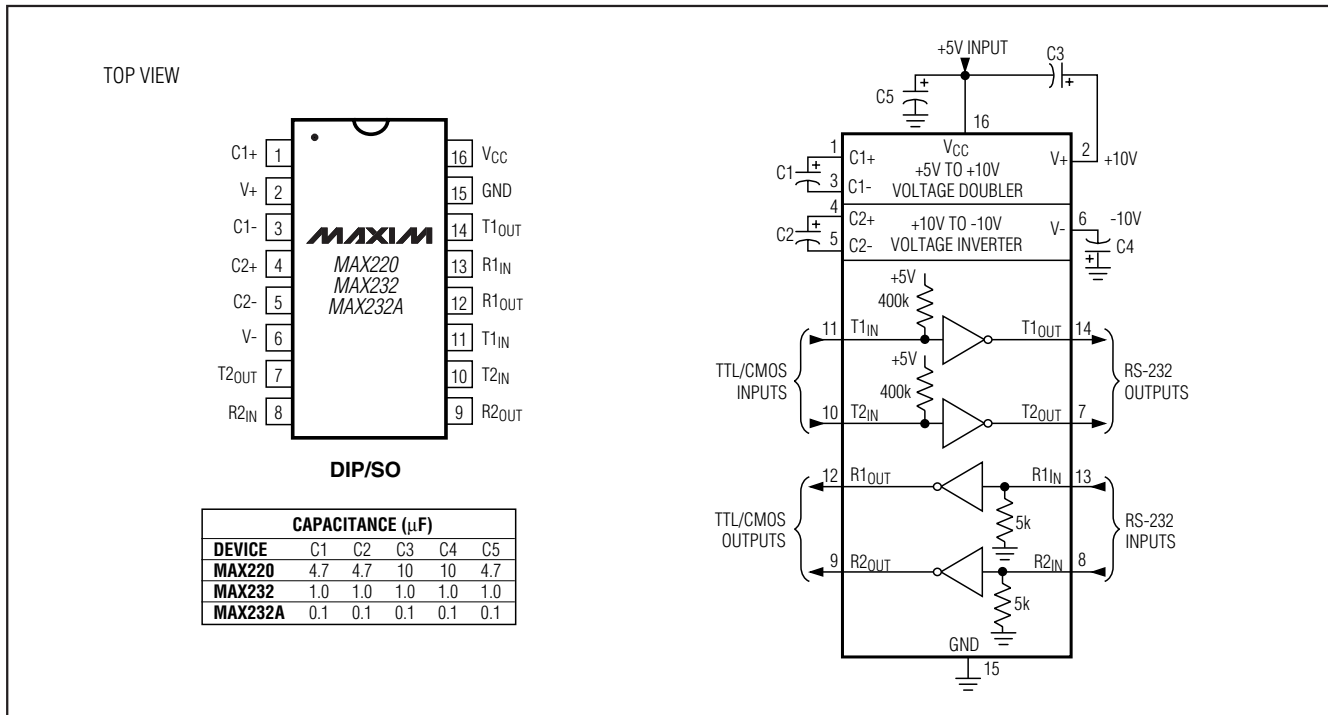 TOP VIEW
C1+ 1
V+ 2
C1- 3
C2+ 4
C2- 5
V- 6
T2OUT 7
R2IN 8
16 VCC
15 GND
14 T1OUT
13 R1IN
12 R1OUT
11 T1IN
10 T2IN
9 R2OUT
MAXIM
MAX220
MAX232
MAX232A
DIP/SO
CAPACITANCE (μF)
DEVICE C1 C2 C3 C4 C5
MAX220 4.7 4.7 10 10 4.7
MAX232 1.0 1.0 1.0 1.0 1.0
MAX232A 0.1 0.1 0.1 0.1 0.1
+5V INPUT
C3
+
+
C5
16
1
C1+
VCC
V+
2
+10V
+5V TO +10V
VOLTAGE DOUBLER
C1
+
3
C1-
4
C2+
+10V TO -10V
VOLTAGE INVERTER
C2
+
5
C2-
V-
6
-10V
C4
+
+5V
400k
11 T1IN
T1OUT 14
+5V
400k
TTL/CMOS
INPUTS
RS-232
OUTPUTS
10 T2IN
T2OUT 7
12 R1OUT
R1IN 13
5k
TTL/CMOS
OUTPUTS
RS-232
INPUTS
9 R2OUT
R2IN 8
5k
GND
15